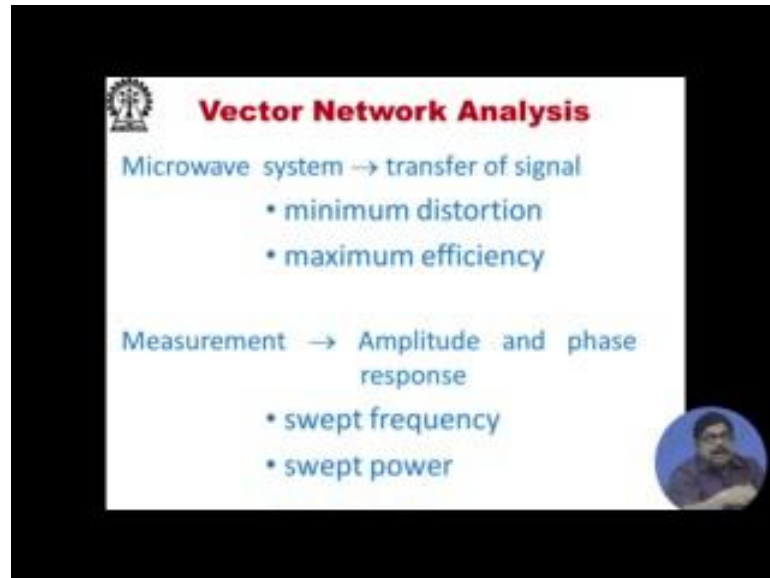 Vector Network Analysis
Microwave system → transfer of signal
• minimum distortion
• maximum efficiency
Measurement → Amplitude and phase
response
• swept frequency
• swept power